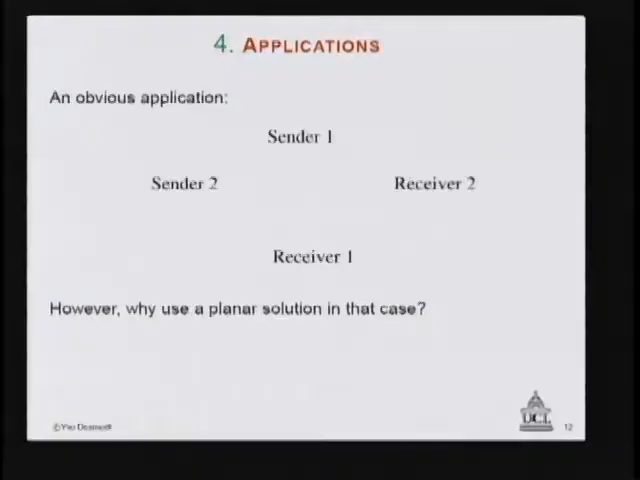 4. APPLICATIONS
An obvious application:
Sender 1
Sender 2
Receiver 2
Receiver 1
However, why use a planar solution in that case?
UCL
12